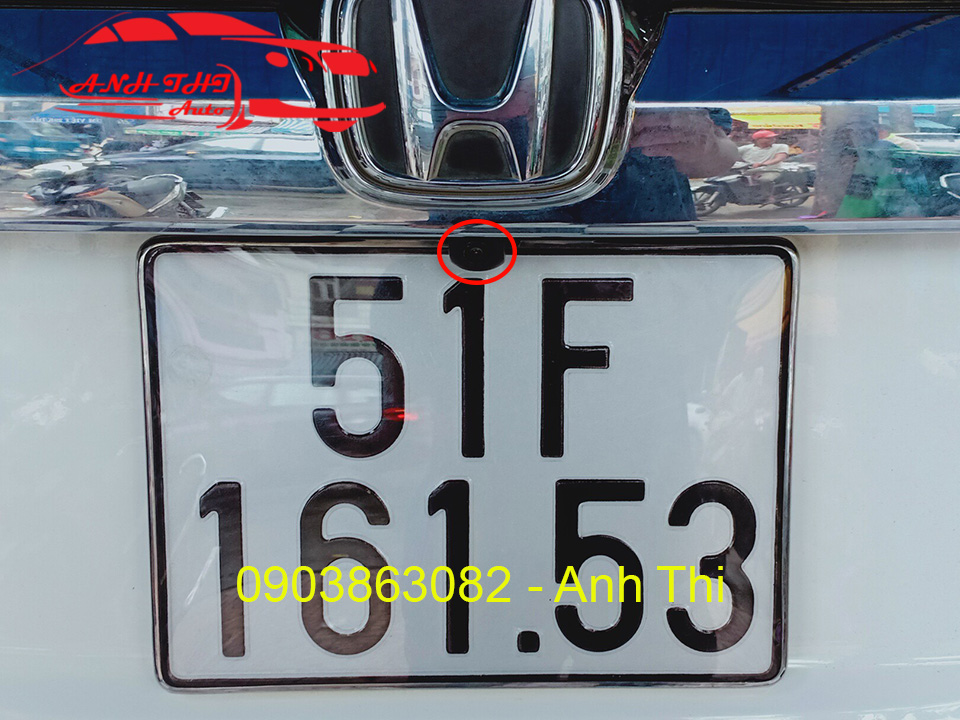 ANH THI
Auto
51F
161.53
0903863082 - Anh Thi